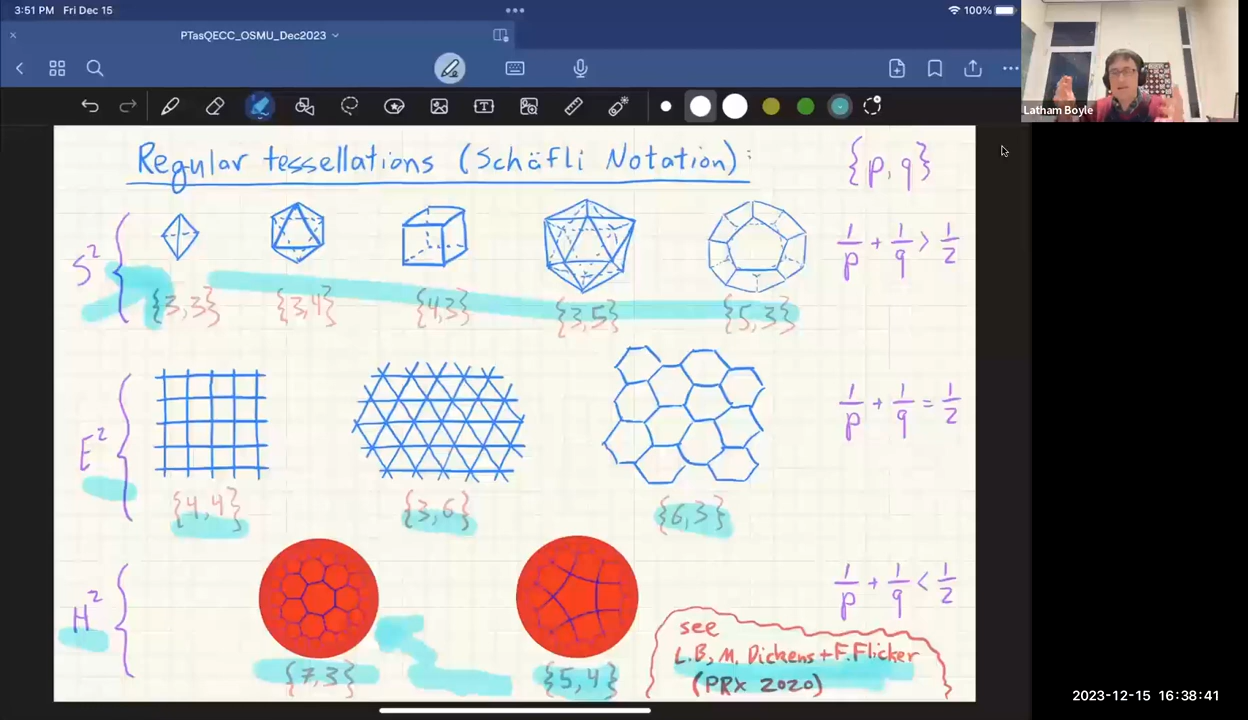 3:51 PM Fri Dec 15
100%
PTasQECC_OSMU_Dec2023
Latham Boyle
Regular tessellations (Schäfli Notation):
{p,q}
S²
{3,3} {3,4} {4,3} {3,5} {5,3}
1/p + 1/q > 1/2
E²
{4,4} {3,6} {6,3}
1/p + 1/q = 1/2
H²
{7,3} {5,4}
1/p + 1/q < 1/2
see
L.B, M. Dickens + F. Flicker
(PRX 2020)
2023-12-15 16:38:41